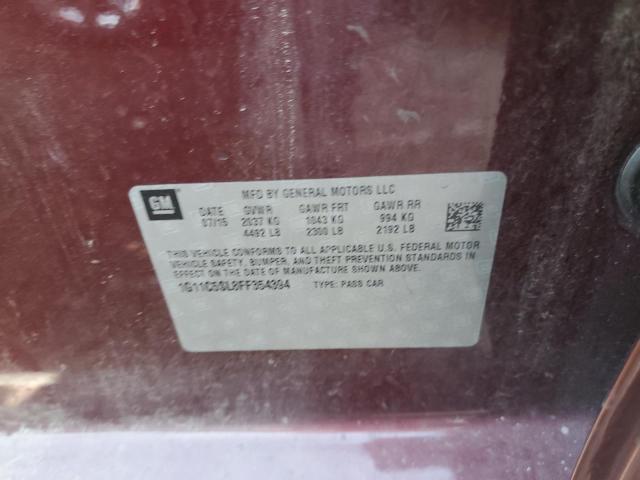 GM
MFD BY GENERAL MOTORS LLC
DATE GVWR GAWR FRT GAWR RR
07/15 2037 KG 1043 KG 994 KG
4492 LB 2300 LB 2192 LB
THIS VEHICLE CONFORMS TO ALL APPLICABLE U.S. FEDERAL MOTOR
VEHICLE SAFETY, BUMPER, AND THEFT PREVENTION STANDARDS IN
EFFECT ON THE DATE OF MANUFACTURE SHOWN ABOVE.
1G11C5SL8FF354394 TYPE: PASS CAR